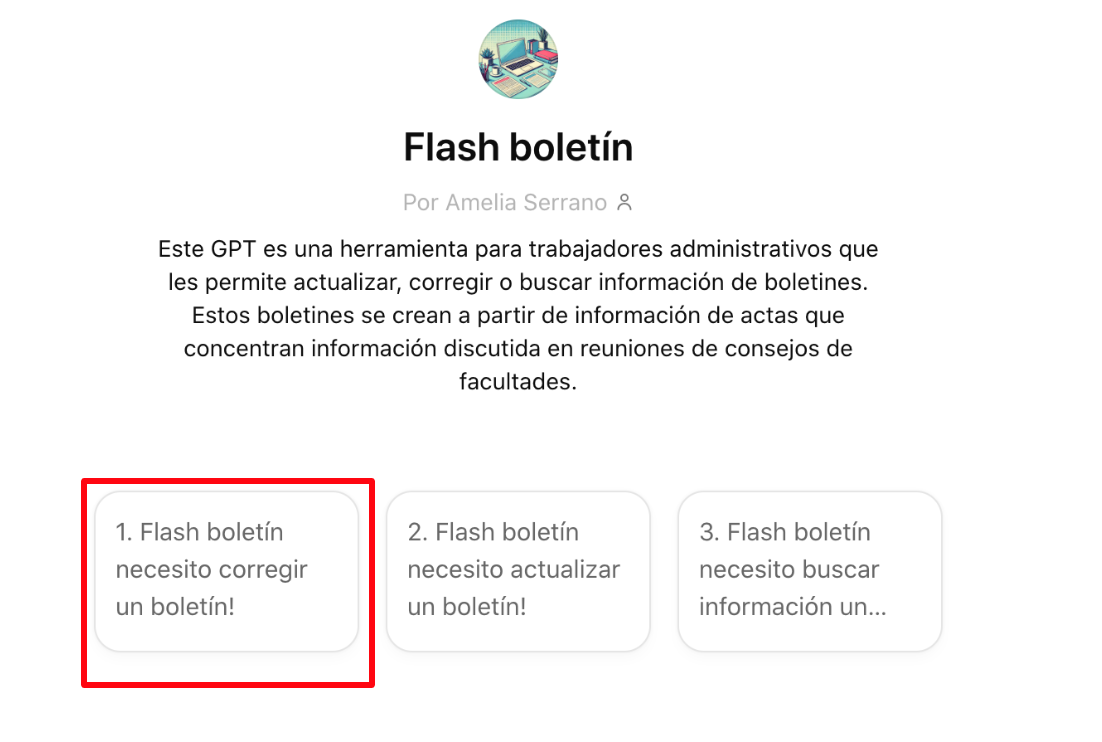 Flash boletín
Por Amelia Serrano
Este GPT es una herramienta para trabajadores administrativos que
les permite actualizar, corregir o buscar información de boletines.
Estos boletines se crean a partir de información de actas que
concentran información discutida en reuniones de consejos de
facultades.
1. Flash boletín
necesito corregir
un boletín!
2. Flash boletín
necesito actualizar
un boletín!
3. Flash boletín
necesito buscar
información un...